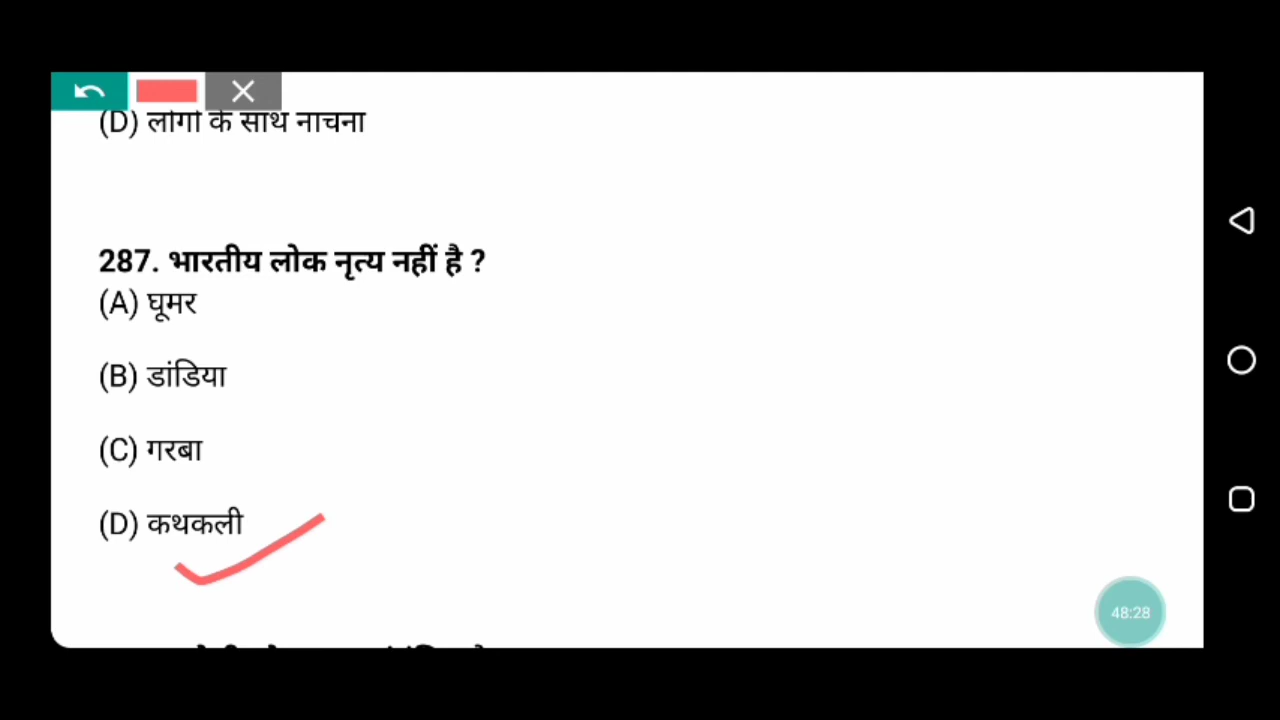 (D) लोगों के साथ नाचना
287. भारतीय लोक नृत्य नहीं है ?
(A) घूमर
(B) डांडिया
(C) गरबा
(D) कथकली
48:28